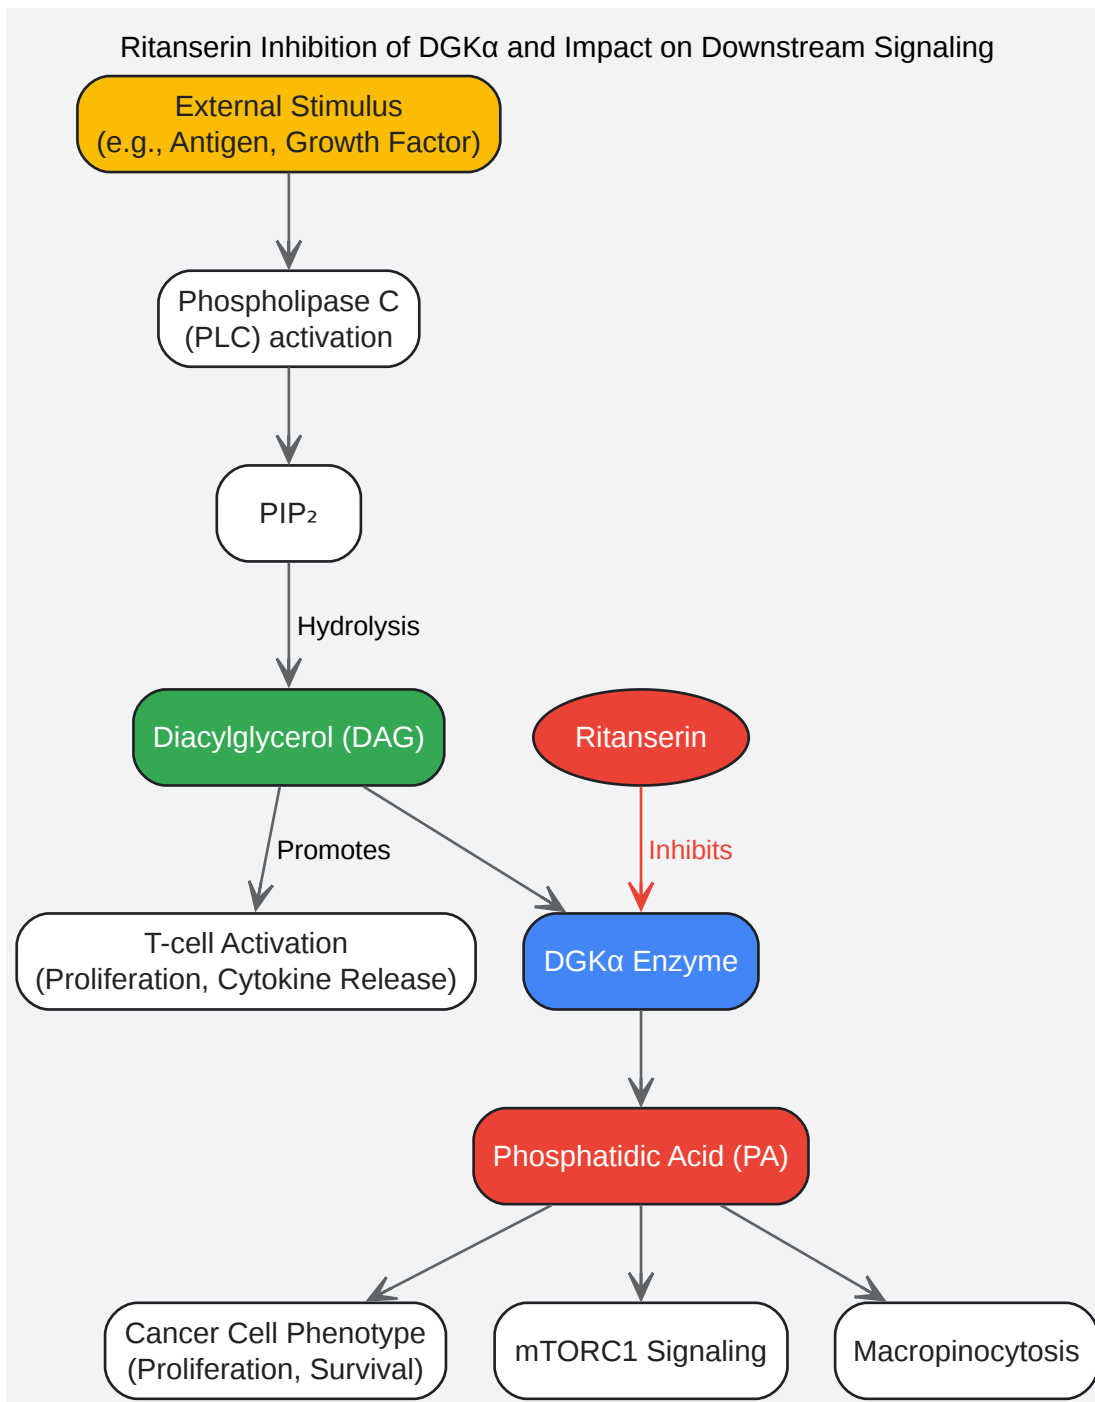 Ritanserin Inhibition of DGKα and Impact on Downstream Signaling
External Stimulus
(e.g., Antigen, Growth Factor)
Phospholipase C
(PLC) activation
PIP₂
Hydrolysis
Diacylglycerol (DAG)
Ritanserin
Promotes
Inhibits
T-cell Activation
(Proliferation, Cytokine Release)
DGKα Enzyme
Phosphatidic Acid (PA)
Cancer Cell Phenotype
(Proliferation, Survival)
mTORC1 Signaling
Macropinocytosis